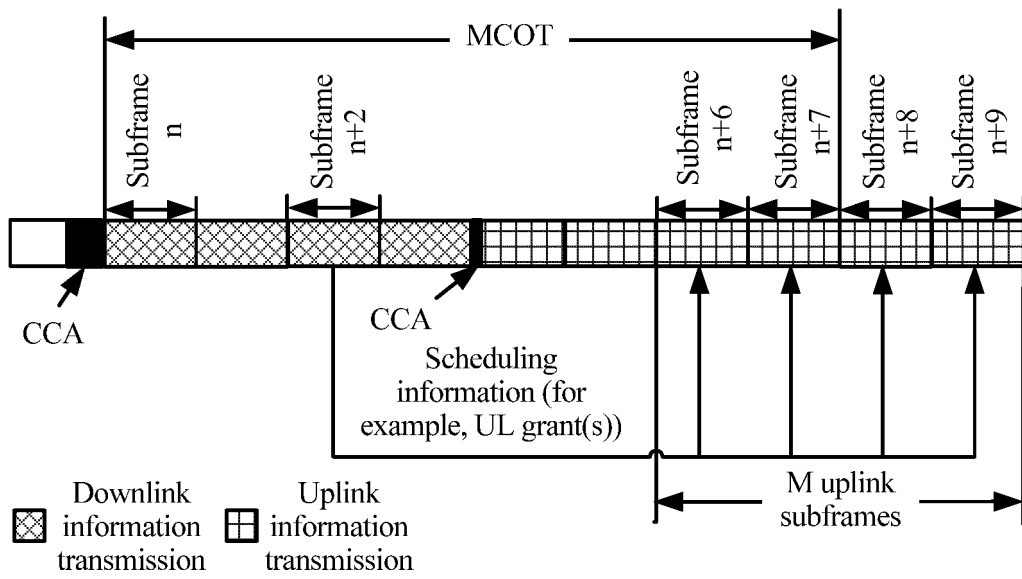 MCOT
Subframe
n
Subframe
n+2
Subframe
n+6
Subframe
n+7
Subframe
n+8
Subframe
n+9
CCA
CCA
Scheduling
information (for
example, UL grant(s))
M uplink
subframes
Downlink
information
transmission
Uplink
information
transmission